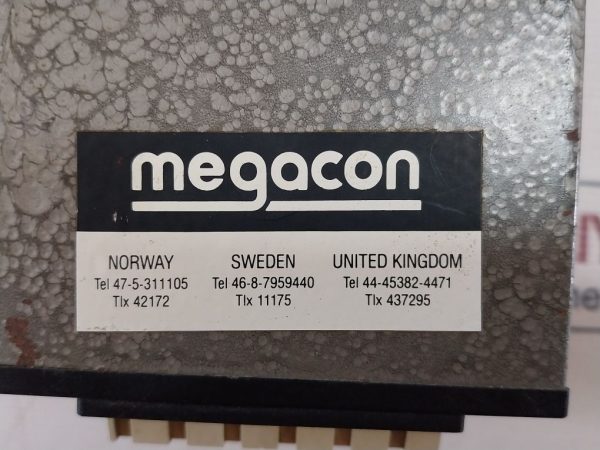 megacon
NORWAY
Tel 47-5-311105
Tlx 42172
SWEDEN
Tel 46-8-7959440
Tlx 11175
UNITED KINGDOM
Tel 44-45382-4471
Tlx 437295